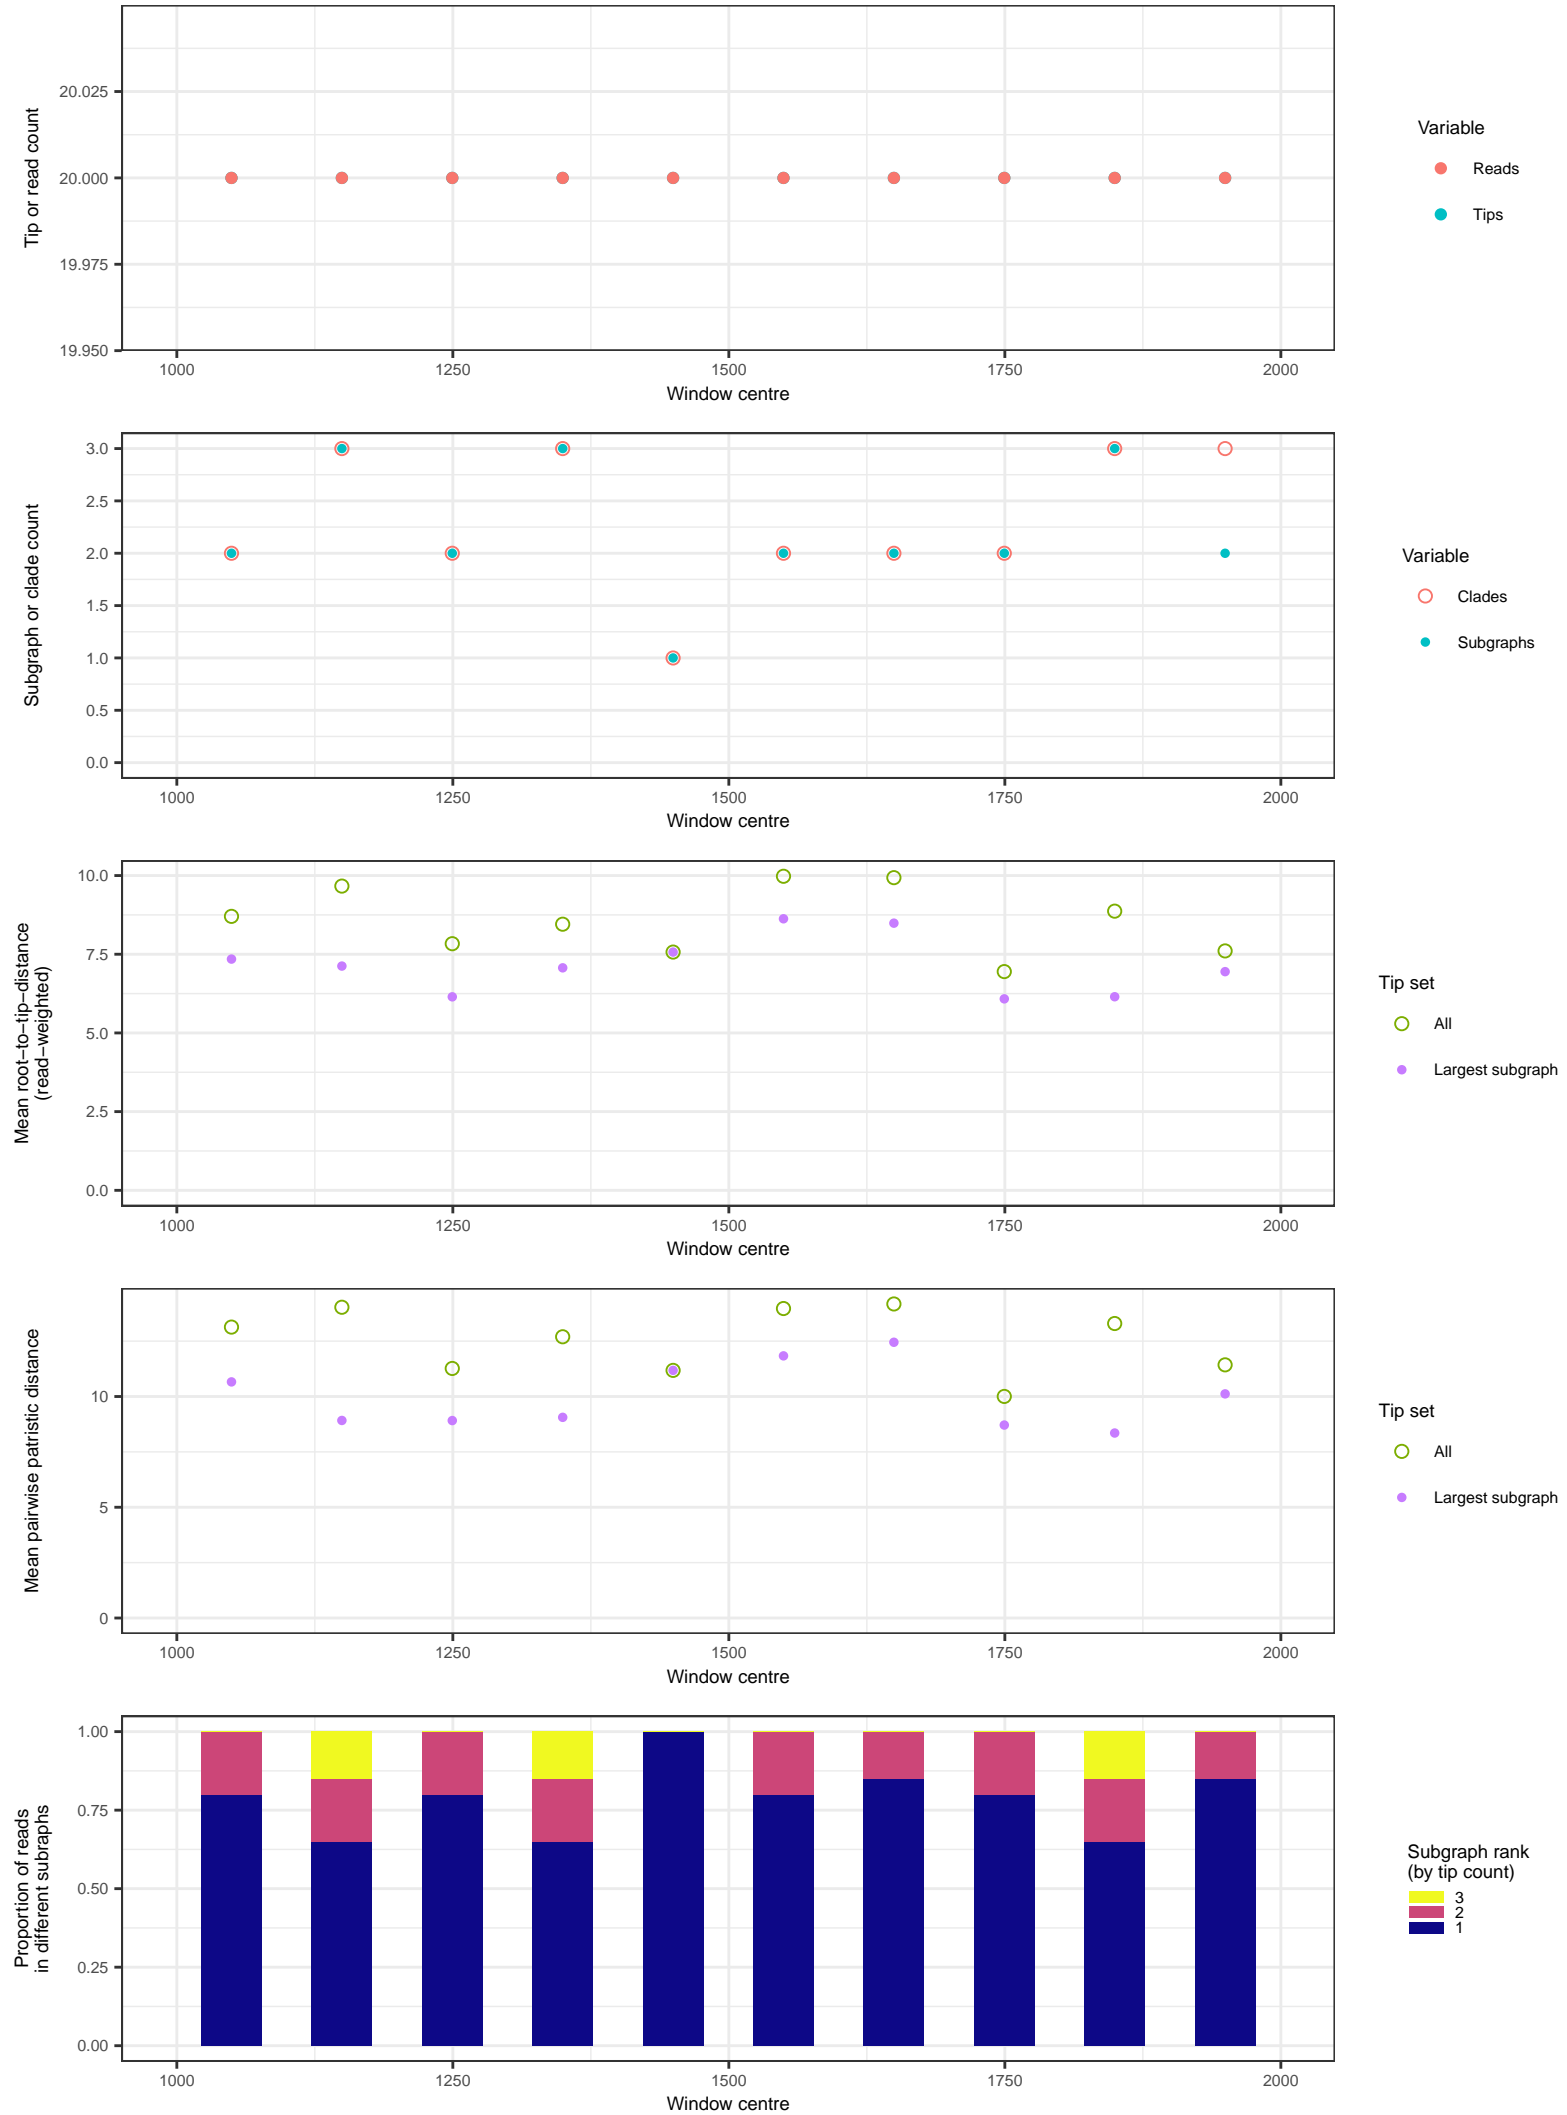 Tip or read count
20.025
20.000
19.975
19.950
1000 1250 1500 1750 2000
Window centre
Variable
Reads
Tips
Subgraph or clade count
3.0
2.5
2.0
1.5
1.0
0.5
0.0
1000 1250 1500 1750 2000
Window centre
Variable
Clades
Subgraphs
Mean root−to−tip−distance
(read−weighted)
10.0
7.5
5.0
2.5
0.0
1000 1250 1500 1750 2000
Window centre
Tip set
All
Largest subgraph
Mean pairwise patristic distance
10
5
0
1000 1250 1500 1750 2000
Window centre
Tip set
All
Largest subgraph
Proportion of reads
in different subraphs
1.00
0.75
0.50
0.25
0.00
1000 1250 1500 1750 2000
Window centre
Subgraph rank
(by tip count)
3
2
1